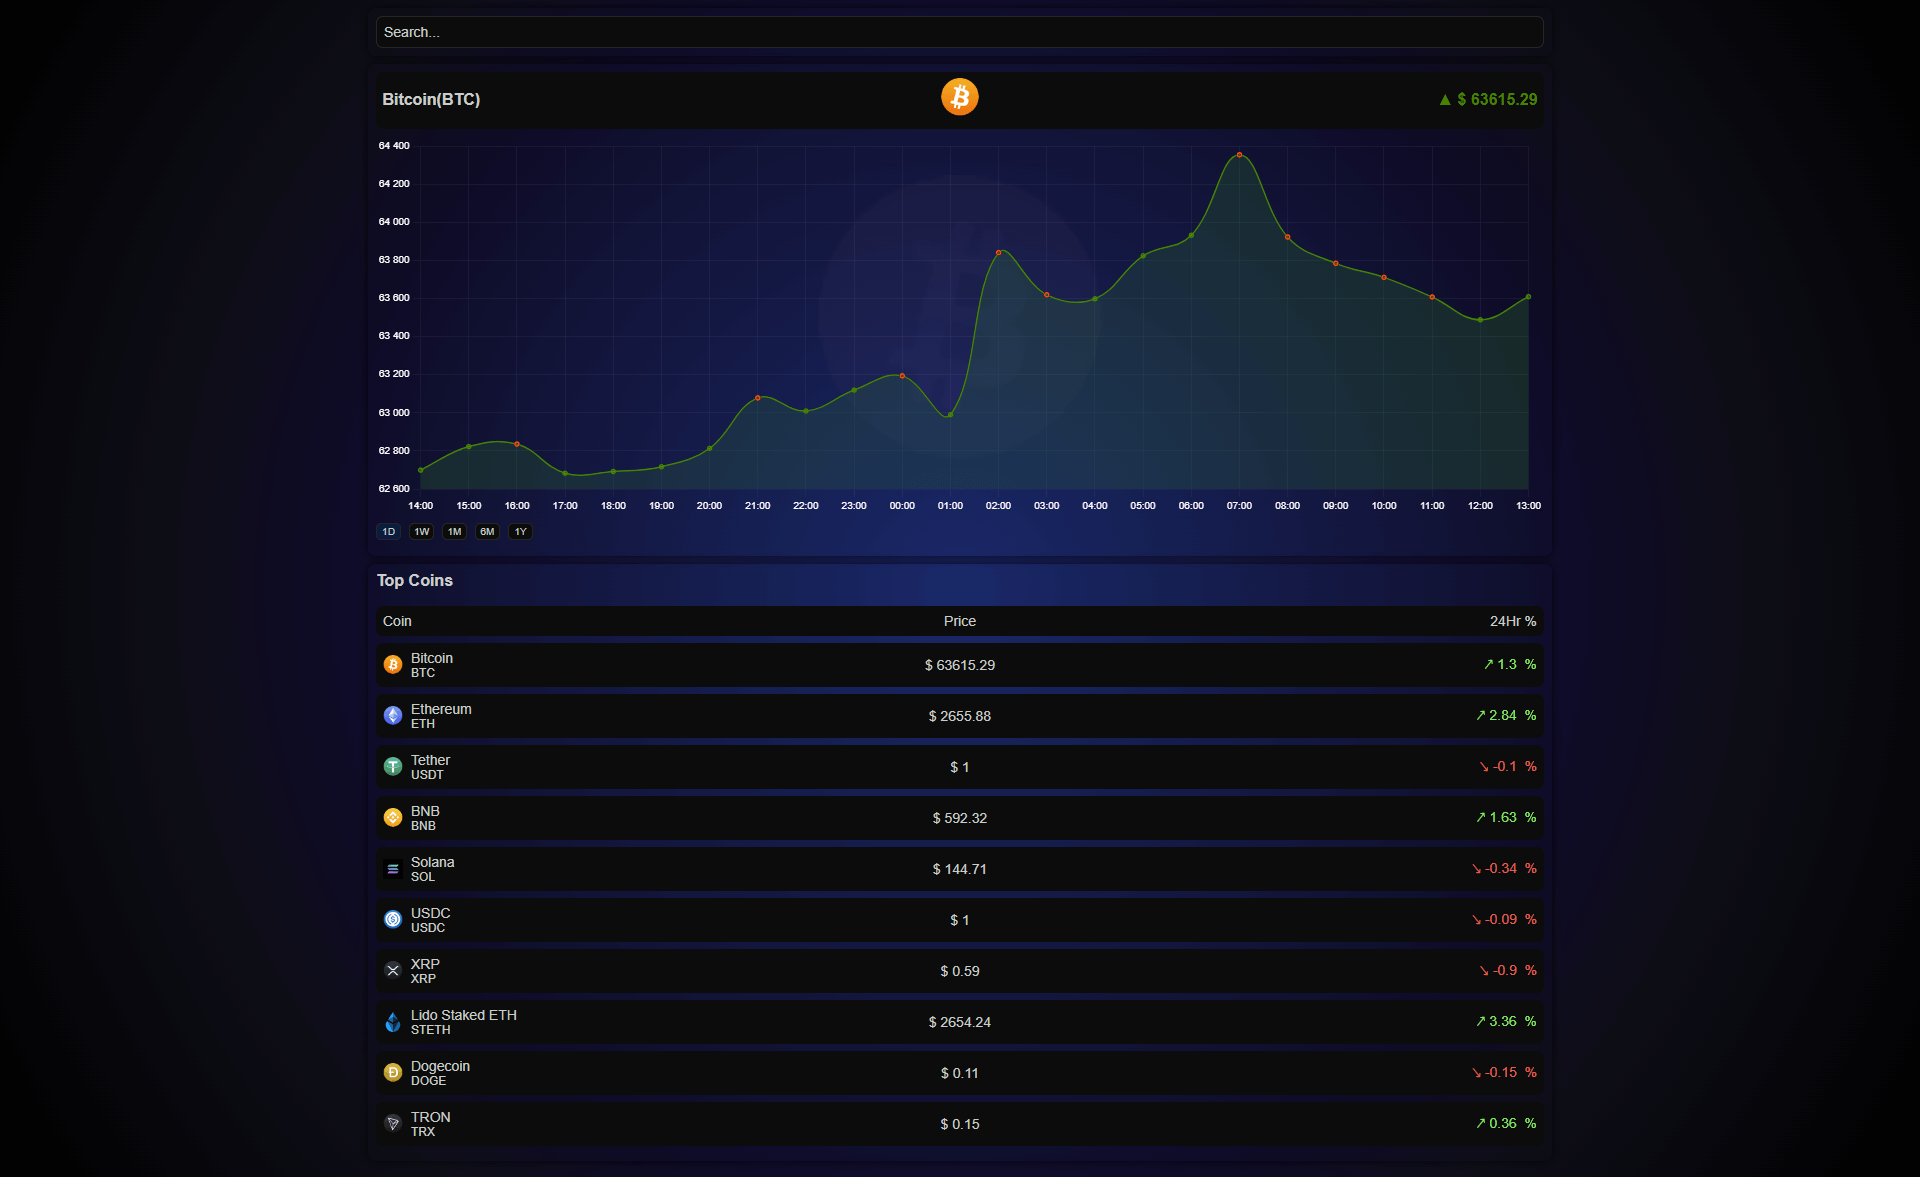 Search...
Bitcoin(BTC)
▲ $ 63615.29
64 400
64 200
64 000
63 800
63 600
63 400
63 200
63 000
62 800
62 600
14:00 15:00 16:00 17:00 18:00 19:00 20:00 21:00 22:00 23:00 00:00 01:00 02:00 03:00 04:00 05:00 06:00 07:00 08:00 09:00 10:00 11:00 12:00 13:00
1D 1W 1M 6M 1Y
Top Coins
Coin Price 24Hr %
Bitcoin
BTC
$ 63615.29
↗ 1.3 %
Ethereum
ETH
$ 2655.88
↗ 2.84 %
Tether
USDT
$ 1
↘ -0.1 %
BNB
BNB
$ 592.32
↗ 1.63 %
Solana
SOL
$ 144.71
↘ -0.34 %
USDC
USDC
$ 1
↘ -0.09 %
XRP
XRP
$ 0.59
↘ -0.9 %
Lido Staked ETH
STETH
$ 2654.24
↗ 3.36 %
Dogecoin
DOGE
$ 0.11
↘ -0.15 %
TRON
TRX
$ 0.15
↗ 0.36 %